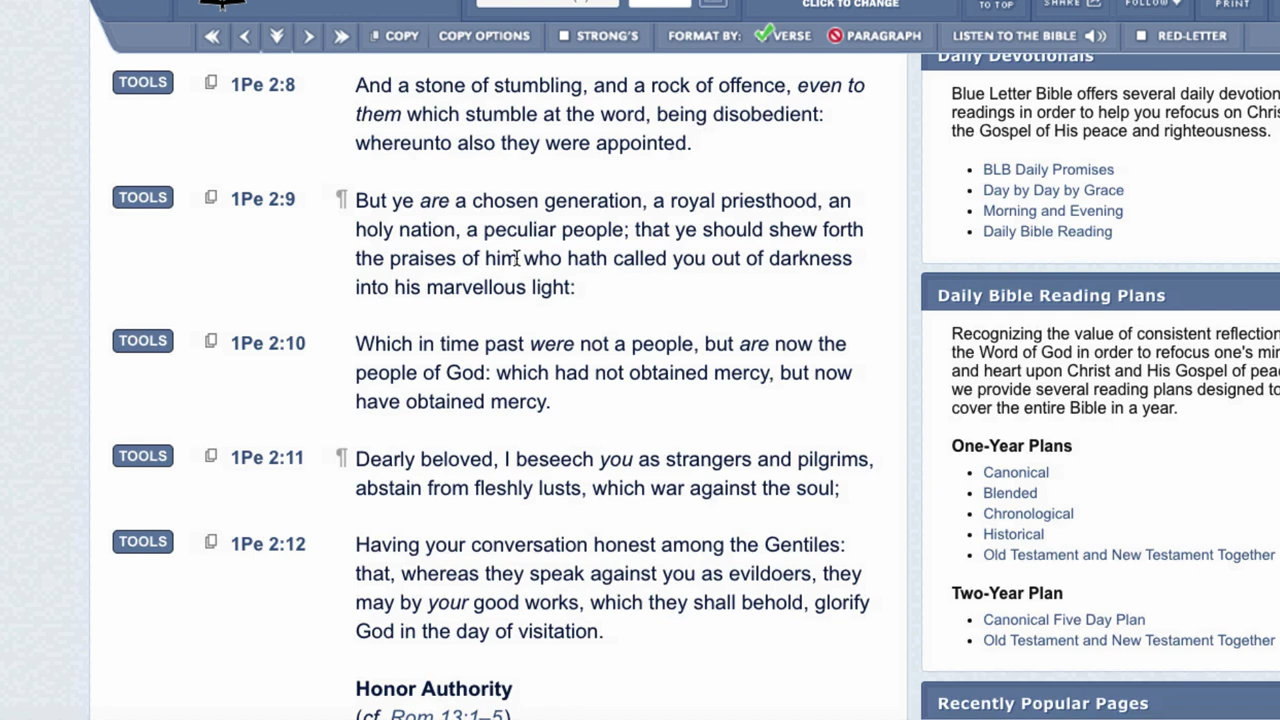 CLICK TO CHANGE
TO TOP
SHARE
FOLLOW
PRINT
COPY
COPY OPTIONS
STRONG'S
FORMAT BY:
VERSE
PARAGRAPH
LISTEN TO THE BIBLE
RED-LETTER
TOOLS
1Pe 2:8
And a stone of stumbling, and a rock of offence, even to
them which stumble at the word, being disobedient:
whereunto also they were appointed.
TOOLS
1Pe 2:9
¶ But ye are a chosen generation, a royal priesthood, an
holy nation, a peculiar people; that ye should shew forth
the praises of him who hath called you out of darkness
into his marvellous light:
TOOLS
1Pe 2:10
Which in time past were not a people, but are now the
people of God: which had not obtained mercy, but now
have obtained mercy.
TOOLS
1Pe 2:11
¶ Dearly beloved, I beseech you as strangers and pilgrims,
abstain from fleshly lusts, which war against the soul;
TOOLS
1Pe 2:12
Having your conversation honest among the Gentiles:
that, whereas they speak against you as evildoers, they
may by your good works, which they shall behold, glorify
God in the day of visitation.
Honor Authority
(cf. Rom 13:1–5)
Daily Devotionals
Blue Letter Bible offers several daily devotion
readings in order to help you refocus on Chris
the Gospel of His peace and righteousness.
BLB Daily Promises
Day by Day by Grace
Morning and Evening
Daily Bible Reading
Daily Bible Reading Plans
Recognizing the value of consistent reflection
the Word of God in order to refocus one's min
and heart upon Christ and His Gospel of peac
we provide several reading plans designed to
cover the entire Bible in a year.
One-Year Plans
Canonical
Blended
Chronological
Historical
Old Testament and New Testament Together
Two-Year Plan
Canonical Five Day Plan
Old Testament and New Testament Together
Recently Popular Pages